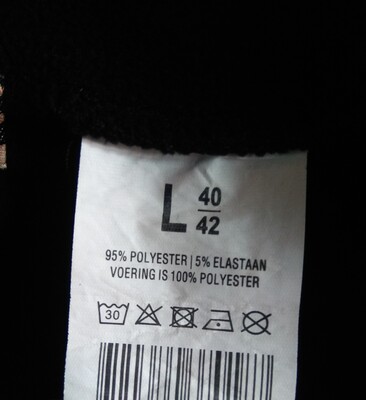 L 40
42
95% POLYESTER | 5% ELASTAAN
VOERING IS 100% POLYESTER
30